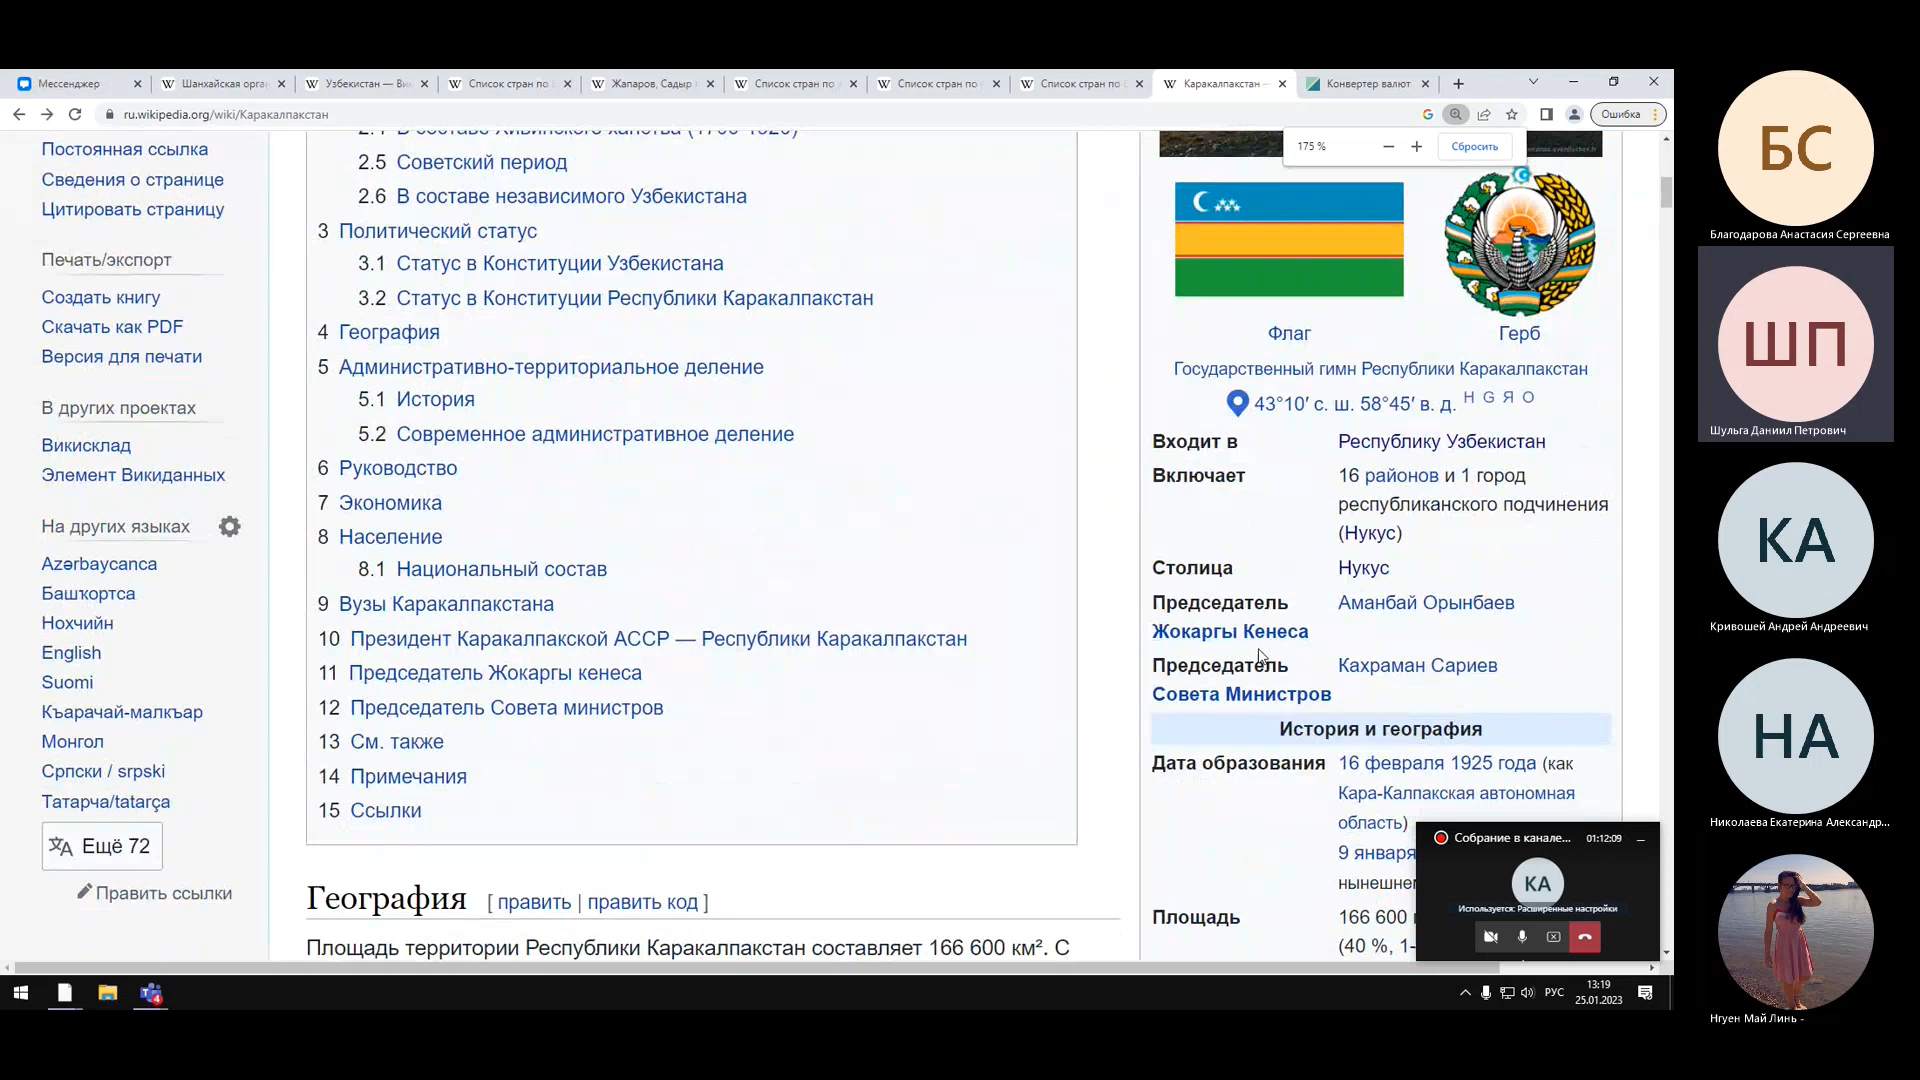 Мессенджер
Шанхайская орга
Узбекистан — Ви
Список стран по
Жапаров, Садыр
Список стран по
Список стран по
Список стран по
Каракалпакстан —
Конвертер валют
ru.wikipedia.org/wiki/Каракалпакстан
Ошибка
175 %
Сбросить
Постоянная ссылка
Сведения о странице
Цитировать страницу
Печать/экспорт
Создать книгу
Скачать как PDF
Версия для печати
В других проектах
Викисклад
Элемент Викиданных
На других языках
Azərbaycanca
Башҡортса
Нохчийн
English
Suomi
Къарачай-малкъар
Монгол
Српски / srpski
Татарча/tatarça
Ещё 72
Править ссылки
2.5 Советский период
2.6 В составе независимого Узбекистана
3 Политический статус
3.1 Статус в Конституции Узбекистана
3.2 Статус в Конституции Республики Каракалпакстан
4 География
5 Административно-территориальное деление
5.1 История
5.2 Современное административное деление
6 Руководство
7 Экономика
8 Население
8.1 Национальный состав
9 Вузы Каракалпакстана
10 Президент Каракалпакской АССР — Республики Каракалпакстан
11 Председатель Жокаргы кенеса
12 Председатель Совета министров
13 См. также
14 Примечания
15 Ссылки
География [ править | править код ]
Площадь территории Республики Каракалпакстан составляет 166 600 км². С
Флаг
Герб
Государственный гимн Республики Каракалпакстан
43°10′ с. ш. 58°45′ в. д. H G Я O
Входит в Республику Узбекистан
Включает 16 районов и 1 город
республиканского подчинения
(Нукус)
Столица Нукус
Председатель Аманбай Орынбаев
Жокаргы Кенеса
Председатель Кахраман Сариев
Совета Министров
История и география
Дата образования 16 февраля 1925 года (как
Кара-Калпакская автономная
область)
9 января
нынешнем
Площадь 166 600
(40 %, 1-
Собрание в канале... 01:12:09
КА
Используется: Расширенные настройки
РУС
13:19
25.01.2023
4
БС
Благодарова Анастасия Сергеевна
ШП
Шульга Даниил Петрович
КА
Кривошей Андрей Андреевич
НА
Николаева Екатерина Александр...
Нгуен Май Линь -